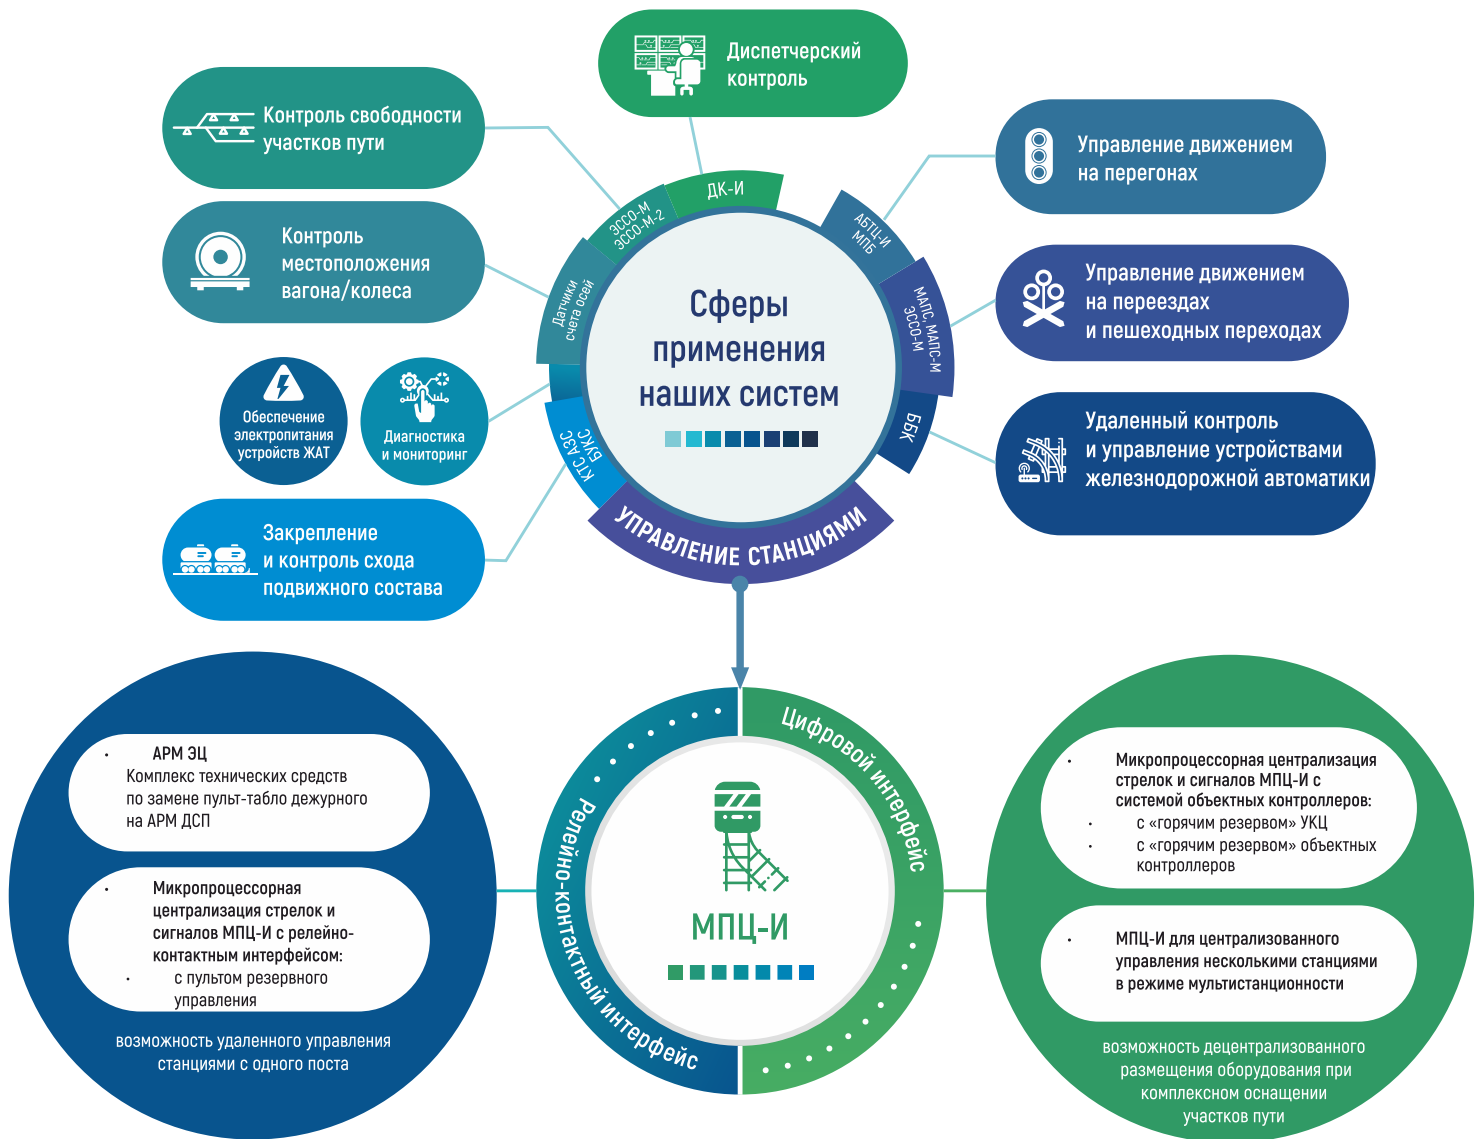 Диспетчерский
контроль
Контроль свободности
участков пути
Контроль
местоположения
вагона/колеса
Обеспечение
электропитания
устройств ЖАТ
Диагностика
и мониторинг
Закрепление
и контроль схода
подвижного состава
Управление движением
на перегонах
Управление движением
на переездах
и пешеходных переходах
Удаленный контроль
и управление устройствами
железнодорожной автоматики
ДК-И
ЭССО-М
ЭССО-М-2
Датчики
счета осей
КТС АЗС
БУКС
АБТЦ-И
МПБ
МАПС, МАПС-М
ЭССО-М
ББК
Сферы
применения
наших систем
УПРАВЛЕНИЕ СТАНЦИЯМИ
· АРМ ЭЦ
Комплекс технических средств
по замене пульт-табло дежурного
на АРМ ДСП
· Микропроцессорная
централизация стрелок и
сигналов МПЦ-И с релейно-
контактным интерфейсом:
· с пультом резервного
управления
возможность удаленного управления
станциями с одного поста
Релейно-контактный интерфейс
Цифровой интерфейс
МПЦ-И
· Микропроцессорная централизация
стрелок и сигналов МПЦ-И с
системой объектных контроллеров:
· с «горячим резервом» УКЦ
· с «горячим резервом» объектных
контроллеров
· МПЦ-И для централизованного
управления несколькими станциями
в режиме мультистанционности
возможность децентрализованного
размещения оборудования при
комплексном оснащении
участков пути